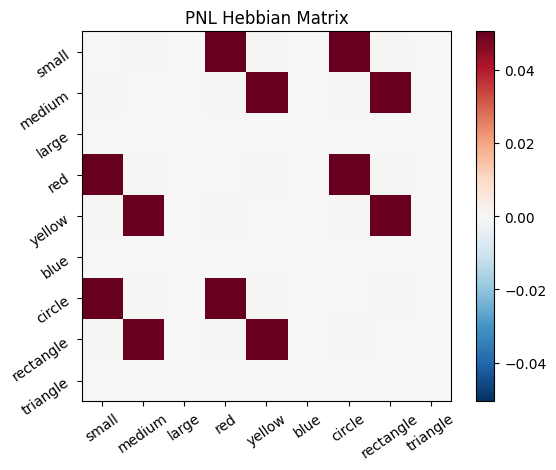 PNL Hebbian Matrix
small
medium
large
red
yellow
blue
circle
rectangle
triangle
small
medium
large
red
yellow
blue
circle
rectangle
triangle
0.04
0.02
0.00
−0.02
−0.04